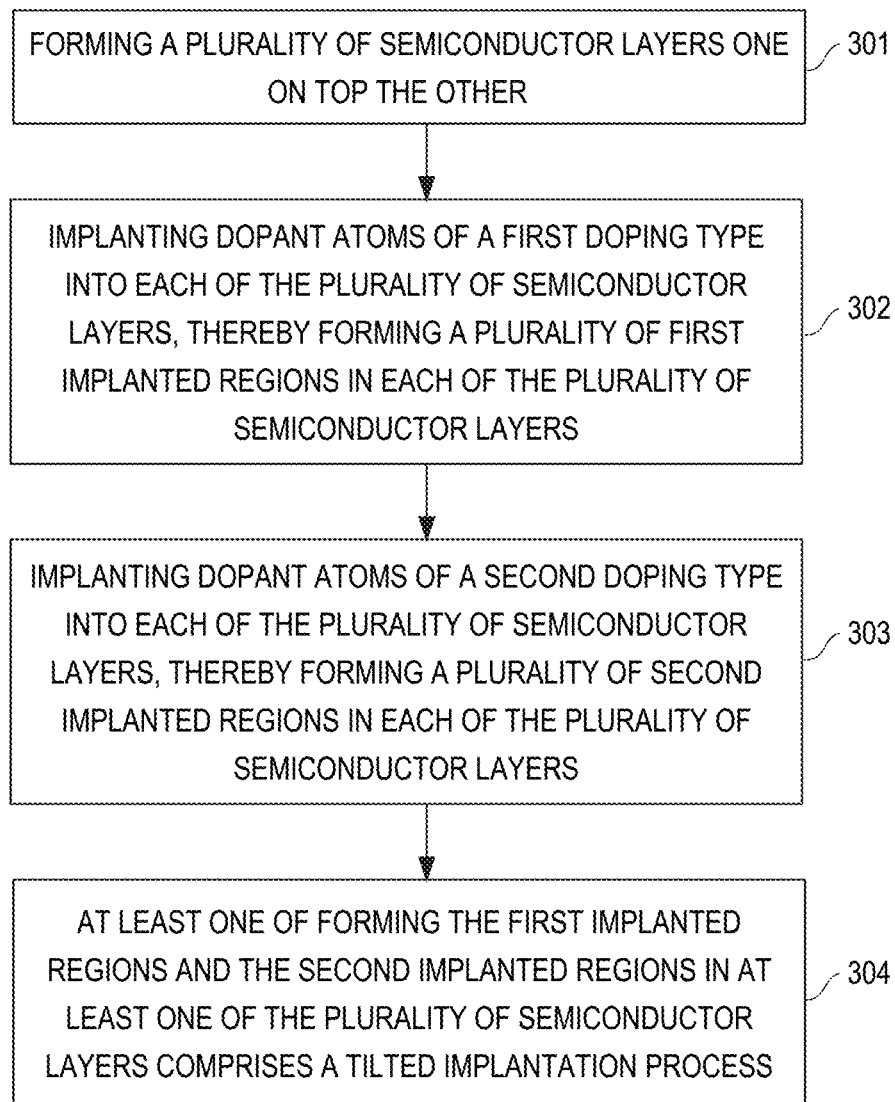 FORMING A PLURALITY OF SEMICONDUCTOR LAYERS ONE
ON TOP THE OTHER
301
IMPLANTING DOPANT ATOMS OF A FIRST DOPING TYPE
INTO EACH OF THE PLURALITY OF SEMICONDUCTOR
LAYERS, THEREBY FORMING A PLURALITY OF FIRST
IMPLANTED REGIONS IN EACH OF THE PLURALITY OF
SEMICONDUCTOR LAYERS
302
IMPLANTING DOPANT ATOMS OF A SECOND DOPING TYPE
INTO EACH OF THE PLURALITY OF SEMICONDUCTOR
LAYERS, THEREBY FORMING A PLURALITY OF SECOND
IMPLANTED REGIONS IN EACH OF THE PLURALITY OF
SEMICONDUCTOR LAYERS
303
AT LEAST ONE OF FORMING THE FIRST IMPLANTED
REGIONS AND THE SECOND IMPLANTED REGIONS IN AT
LEAST ONE OF THE PLURALITY OF SEMICONDUCTOR
LAYERS COMPRISES A TILTED IMPLANTATION PROCESS
304